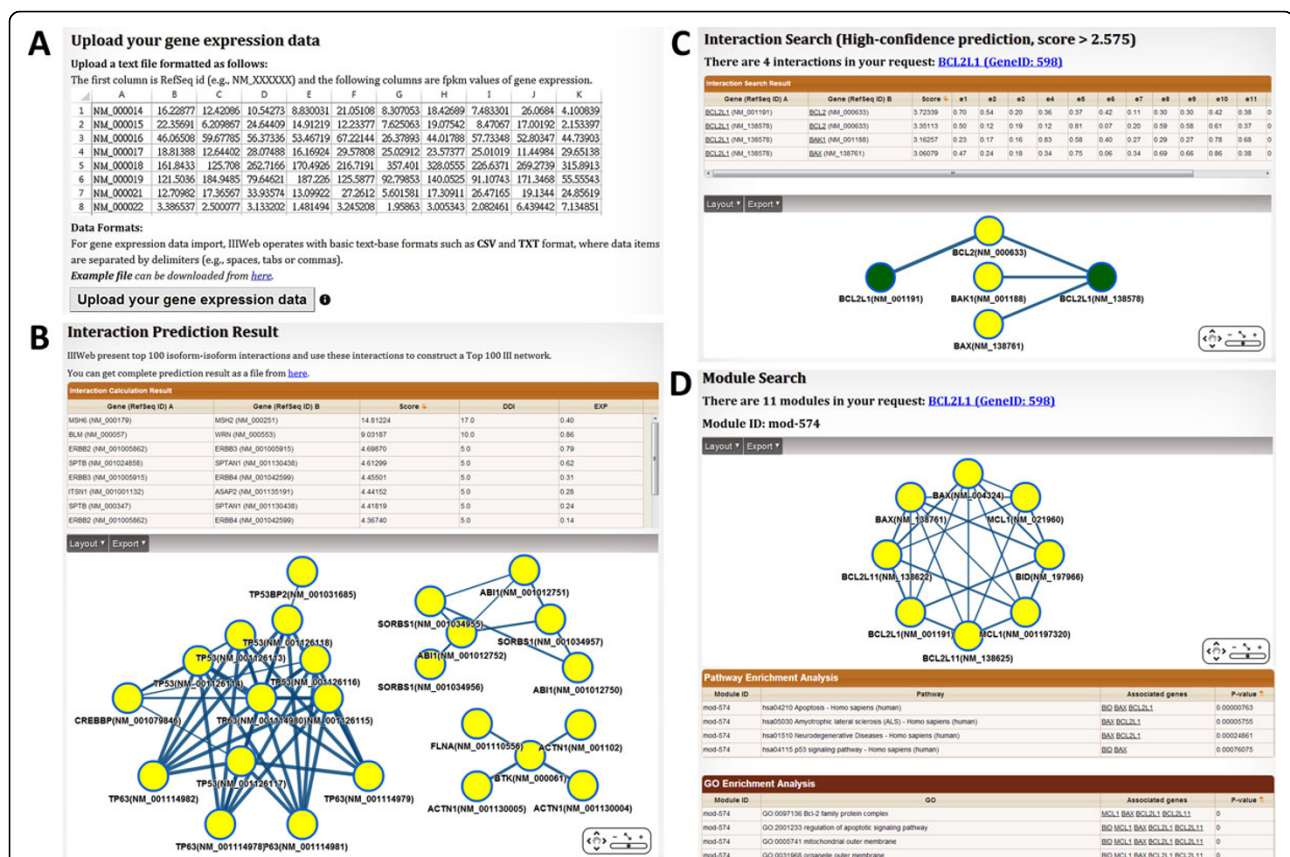 A
Upload your gene expression data
Upload a text file formatted as follows:
The first column is RefSeq id (e.g., NM_XXXXXX) and the following columns are fpkm values of gene expression.
A B C D E F G H I J K
1 NM_000014 16.22877 12.42086 10.54273 8.830031 21.05108 8.307053 18.42689 7.483301 26.0684 4.100839
2 NM_000015 22.35691 6.209867 24.64409 14.91219 12.23377 7.625063 19.07542 8.47067 17.00192 2.153397
3 NM_000016 46.06508 59.67785 56.37336 53.46719 67.22144 26.37893 44.01788 57.73348 52.80347 44.73903
4 NM_000017 18.81388 12.64402 28.07488 16.16924 29.57808 25.02912 23.57377 25.01019 11.44984 29.65138
5 NM_000018 161.8433 125.708 262.7166 170.4926 216.7191 357.401 328.0555 226.6371 269.2739 315.8913
6 NM_000019 121.5036 184.9485 79.64621 187.226 125.5877 92.79853 140.0525 91.10743 171.3468 55.55543
7 NM_000021 12.70982 17.36567 33.93574 13.09922 27.2612 5.601581 17.30911 26.47165 19.1344 24.85619
8 NM_000022 3.386537 2.500077 3.133202 1.481494 3.245208 1.95863 3.005343 2.082461 6.439442 7.134851
Data Formats:
For gene expression data import, IIIWeb operates with basic text-base formats such as CSV and TXT format, where data items
are separated by delimiters (e.g., spaces, tabs or commas).
Example file can be downloaded from here.
Upload your gene expression data
B
Interaction Prediction Result
IIIWeb present top 100 isoform-isoform interactions and use these interactions to construct a Top 100 III network.
You can get complete prediction result as a file from here.
Interaction Calculation Result
Gene (RefSeq ID) A Gene (RefSeq ID) B Score DDI EXP
MSH6 (NM_000179) MSH2 (NM_000251) 14.81224 17.0 0.40
BLM (NM_000057) WRN (NM_000553) 9.03187 10.0 0.86
ERBB2 (NM_001005862) ERBB3 (NM_001005915) 4.69870 5.0 0.79
SPTB (NM_001024858) SPTAN1 (NM_001130438) 4.61299 5.0 0.62
ERBB3 (NM_001005915) ERBB4 (NM_001042599) 4.45501 5.0 0.31
ITSN1 (NM_001001132) ASAP2 (NM_001135191) 4.44152 5.0 0.28
SPTB (NM_000347) SPTAN1 (NM_001130438) 4.41819 5.0 0.24
ERBB2 (NM_001005862) ERBB4 (NM_001042599) 4.36740 5.0 0.14
Layout Export
TP53BP2(NM_001031685)
ABI1(NM_001012751)
SORBS1(NM_001034955)
TP53(NM_001126118)
SORBS1(NM_001034957)
TP53(NM_001126113)
ABI1(NM_001012752)
TP53(NM_001126114)
TP53(NM_001126116)
SORBS1(NM_001034956)
ABI1(NM_001012750)
CREBBP(NM_001079846)
TP63(NM_001114980)
(NM_001126115)
FLNA(NM_001110556)
ACTN1(NM_001102)
TP53(NM_001126117)
BTK(NM_000061)
TP63(NM_001114982)
TP63(NM_001114979)
ACTN1(NM_001130005)
ACTN1(NM_001130004)
TP63(NM_001114978)
P63(NM_001114981)
C
Interaction Search (High-confidence prediction, score > 2.575)
There are 4 interactions in your request: BCL2L1 (GeneID: 598)
Interaction Search Result
Gene (RefSeq ID) A Gene (RefSeq ID) B Score e1 e2 e3 e4 e5 e6 e7 e8 e9 e10 e11
BCL2L1 (NM_001191) BCL2 (NM_000633) 3.72339 0.70 0.54 0.20 0.36 0.37 0.42 0.11 0.30 0.30 0.42 0.38 0
BCL2L1 (NM_138578) BCL2 (NM_000633) 3.35113 0.50 0.12 0.19 0.12 0.81 0.07 0.20 0.59 0.58 0.61 0.37 0
BCL2L1 (NM_138578) BAK1 (NM_001188) 3.16257 0.23 0.17 0.16 0.83 0.58 0.40 0.27 0.29 0.27 0.78 0.68 0
BCL2L1 (NM_138578) BAX (NM_138761) 3.06079 0.47 0.24 0.18 0.34 0.75 0.06 0.34 0.69 0.66 0.86 0.38 0
Layout Export
BCL2(NM_000633)
BCL2L1(NM_001191)
BAK1(NM_001188)
BCL2L1(NM_138578)
BAX(NM_138761)
D
Module Search
There are 11 modules in your request: BCL2L1 (GeneID: 598)
Module ID: mod-574
Layout Export
BAX(NM_004324)
BAX(NM_138761)
MCL1(NM_021960)
BCL2L11(NM_138622)
BID(NM_197966)
BCL2L1(NM_001191)
MCL1(NM_001197320)
BCL2L11(NM_138625)
Pathway Enrichment Analysis
Module ID Pathway Associated genes P-value
mod-574 hsa04210 Apoptosis - Homo sapiens (human) BID BAX BCL2L1 0.00000763
mod-574 hsa05030 Amyotrophic lateral sclerosis (ALS) - Homo sapiens (human) BAX BCL2L1 0.00005755
mod-574 hsa01510 Neurodegenerative Diseases - Homo sapiens (human) BAX BCL2L1 0.00024861
mod-574 hsa04115 p53 signaling pathway - Homo sapiens (human) BID BAX 0.00076075
GO Enrichment Analysis
Module ID GO Associated genes P-value
mod-574 GO:0097136 Bcl-2 family protein complex MCL1 BAX BCL2L1 BCL2L11 0
mod-574 GO:2001233 regulation of apoptotic signaling pathway BID MCL1 BAX BCL2L1 BCL2L11 0
mod-574 GO:0005741 mitochondrial outer membrane BID MCL1 BAX BCL2L1 BCL2L11 0
mod-574 GO:0031968 organelle outer membrane BID MCL1 BAX BCL2L1 BCL2L11 0